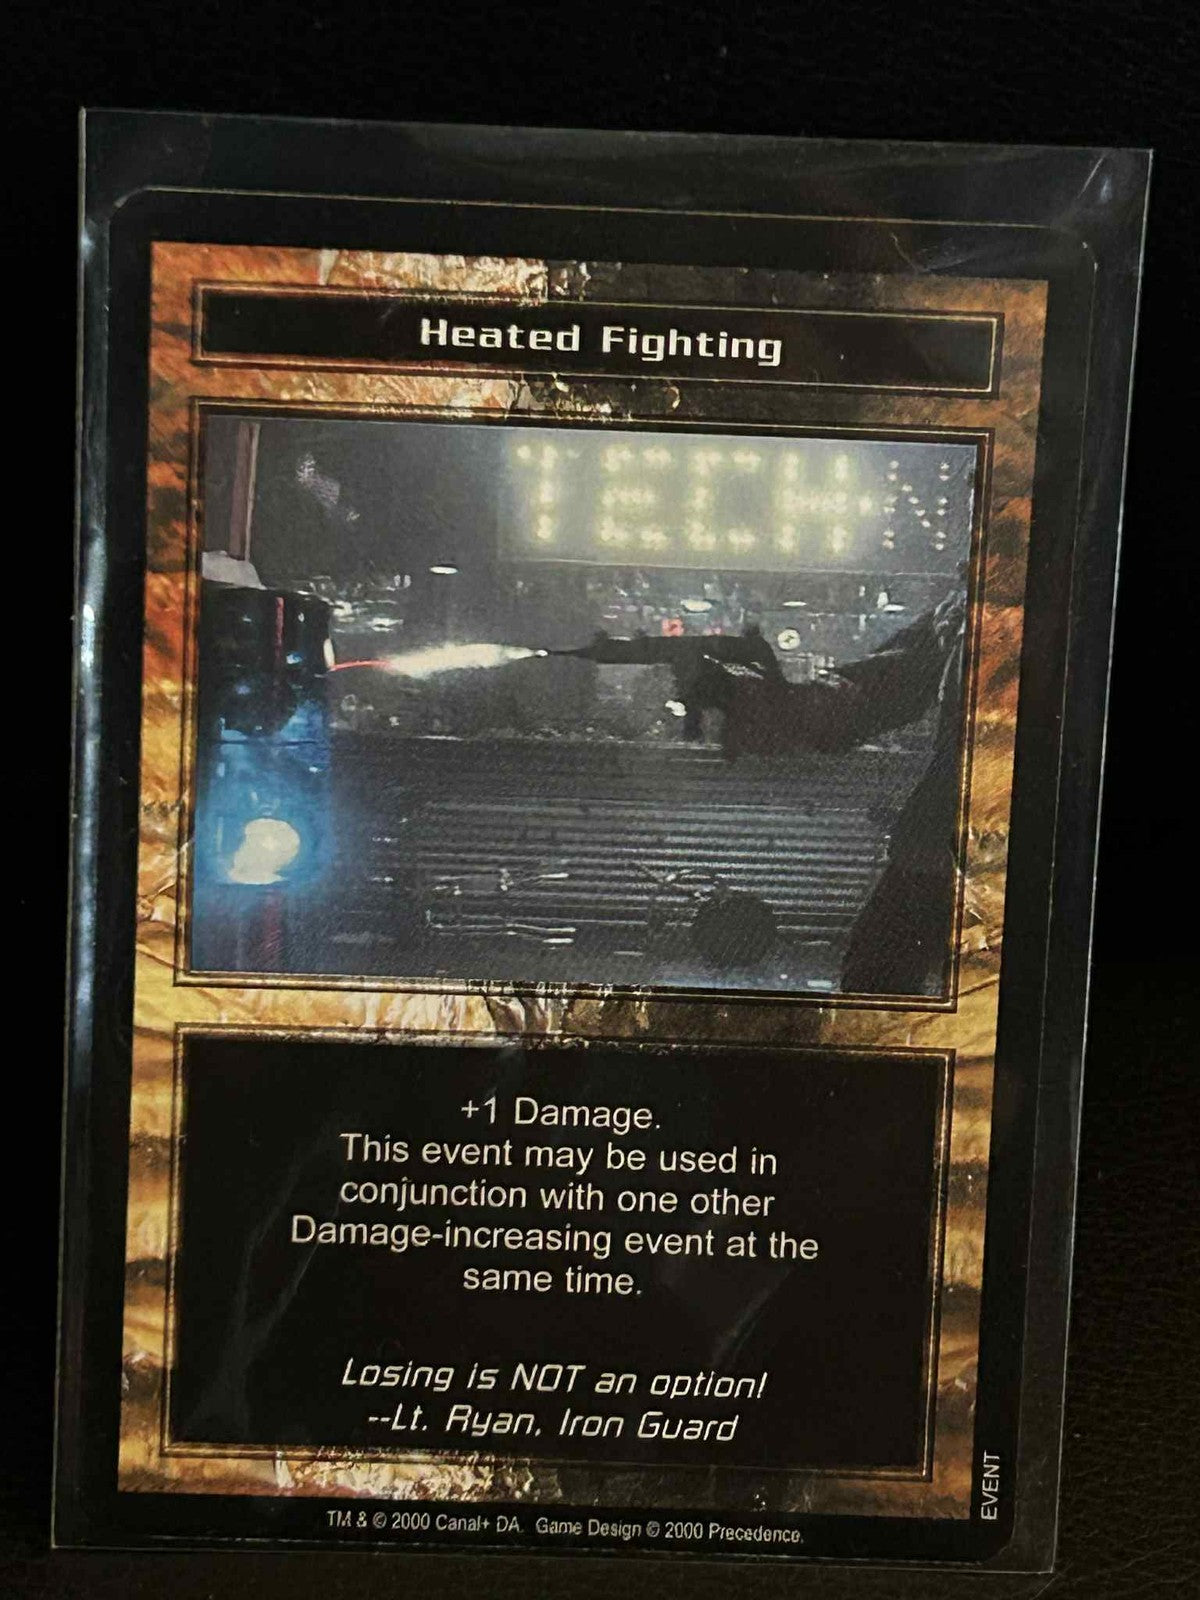 Heated Fighting
TECH
+1 Damage.
This event may be used in
conjunction with one other
Damage-increasing event at the
same time.
Losing is NOT an option!
--Lt. Ryan, Iron Guard
EVENT
TM & © 2000 Canal+ DA. Game Design © 2000 Precedence.